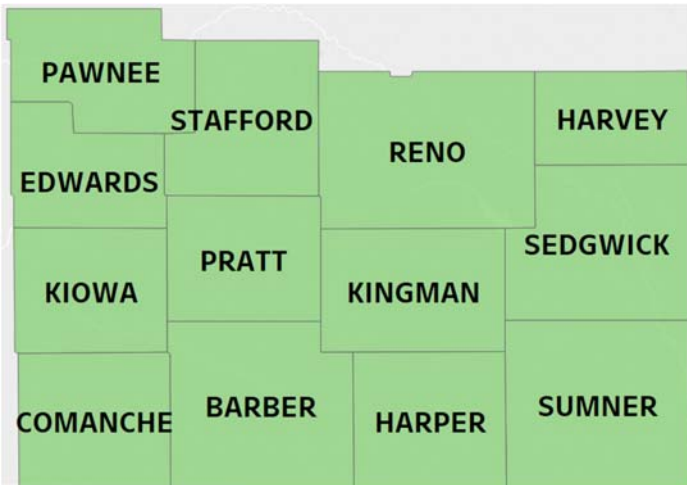 PAWNEE
STAFFORD
HARVEY
RENO
EDWARDS
SEDGWICK
PRATT
KIOWA
KINGMAN
COMANCHE
BARBER
HARPER
SUMNER